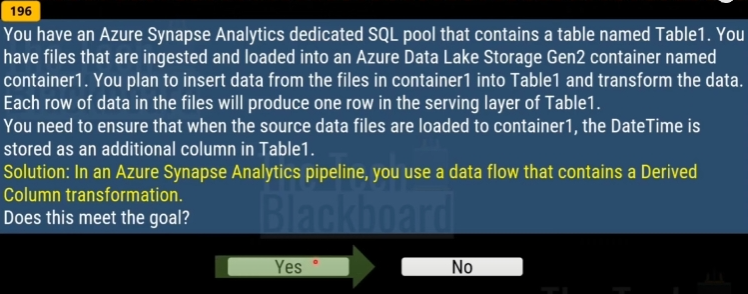 196
You have an Azure Synapse Analytics dedicated SQL pool that contains a table named Table1. You
have files that are ingested and loaded into an Azure Data Lake Storage Gen2 container named
container1. You plan to insert data from the files in container1 into Table1 and transform the data.
Each row of data in the files will produce one row in the serving layer of Table1.
You need to ensure that when the source data files are loaded to container1, the DateTime is
stored as an additional column in Table1.
Solution: In an Azure Synapse Analytics pipeline, you use a data flow that contains a Derived
Column transformation.
Does this meet the goal?
The Tech
Blackboard
Yes
No